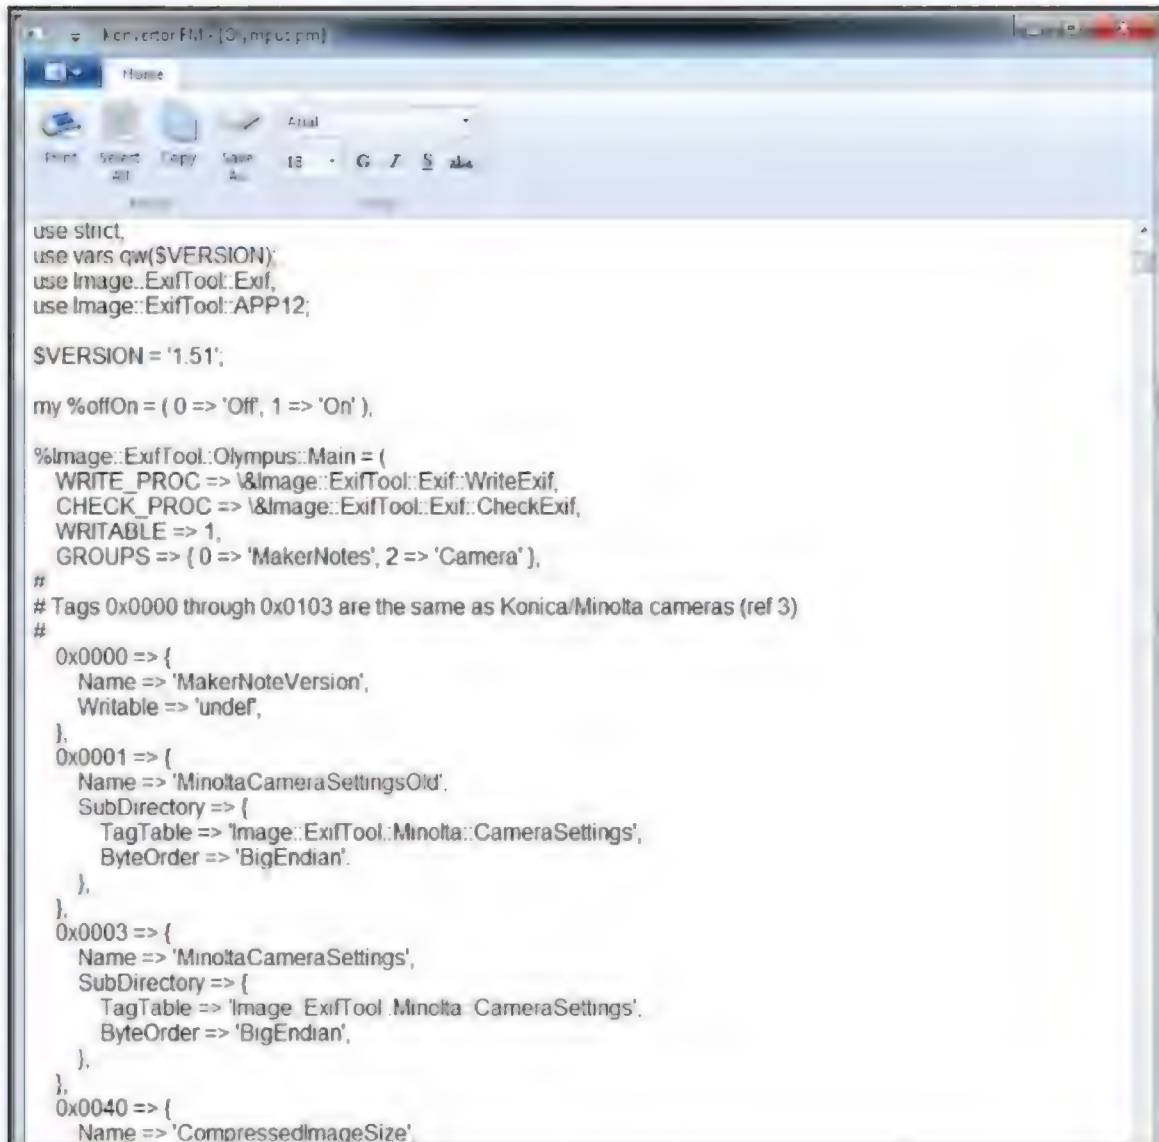 Konvertor FM - [Olympus.pm]
Home
Arial
Print Select All Copy Save
13 G I S abc
use strict,
use vars qw($VERSION);
use Image..ExifTool::Exif,
use Image::ExifTool::APP12;
$VERSION = '1.51';
my %offOn = ( 0 => 'Off', 1 => 'On' ),
%Image::ExifTool::Olympus::Main = (
WRITE_PROC => \&Image::ExifTool::Exif::WriteExif,
CHECK_PROC => \&Image::ExifTool::Exif::CheckExif,
WRITABLE => 1,
GROUPS => { 0 => 'MakerNotes', 2 => 'Camera' },
#
# Tags 0x0000 through 0x0103 are the same as Konica/Minolta cameras (ref 3)
#
0x0000 => {
Name => 'MakerNoteVersion',
Writable => 'undef',
},
0x0001 => {
Name => 'MinoltaCameraSettingsOld',
SubDirectory => {
TagTable => 'Image::ExifTool::Minolta::CameraSettings',
ByteOrder => 'BigEndian'.
},
},
0x0003 => {
Name => 'MinoltaCameraSettings',
SubDirectory => {
TagTable => 'Image ExifTool Minolta CameraSettings',
ByteOrder => 'BigEndian',
},
},
0x0040 => {
Name => 'CompressedImageSize',